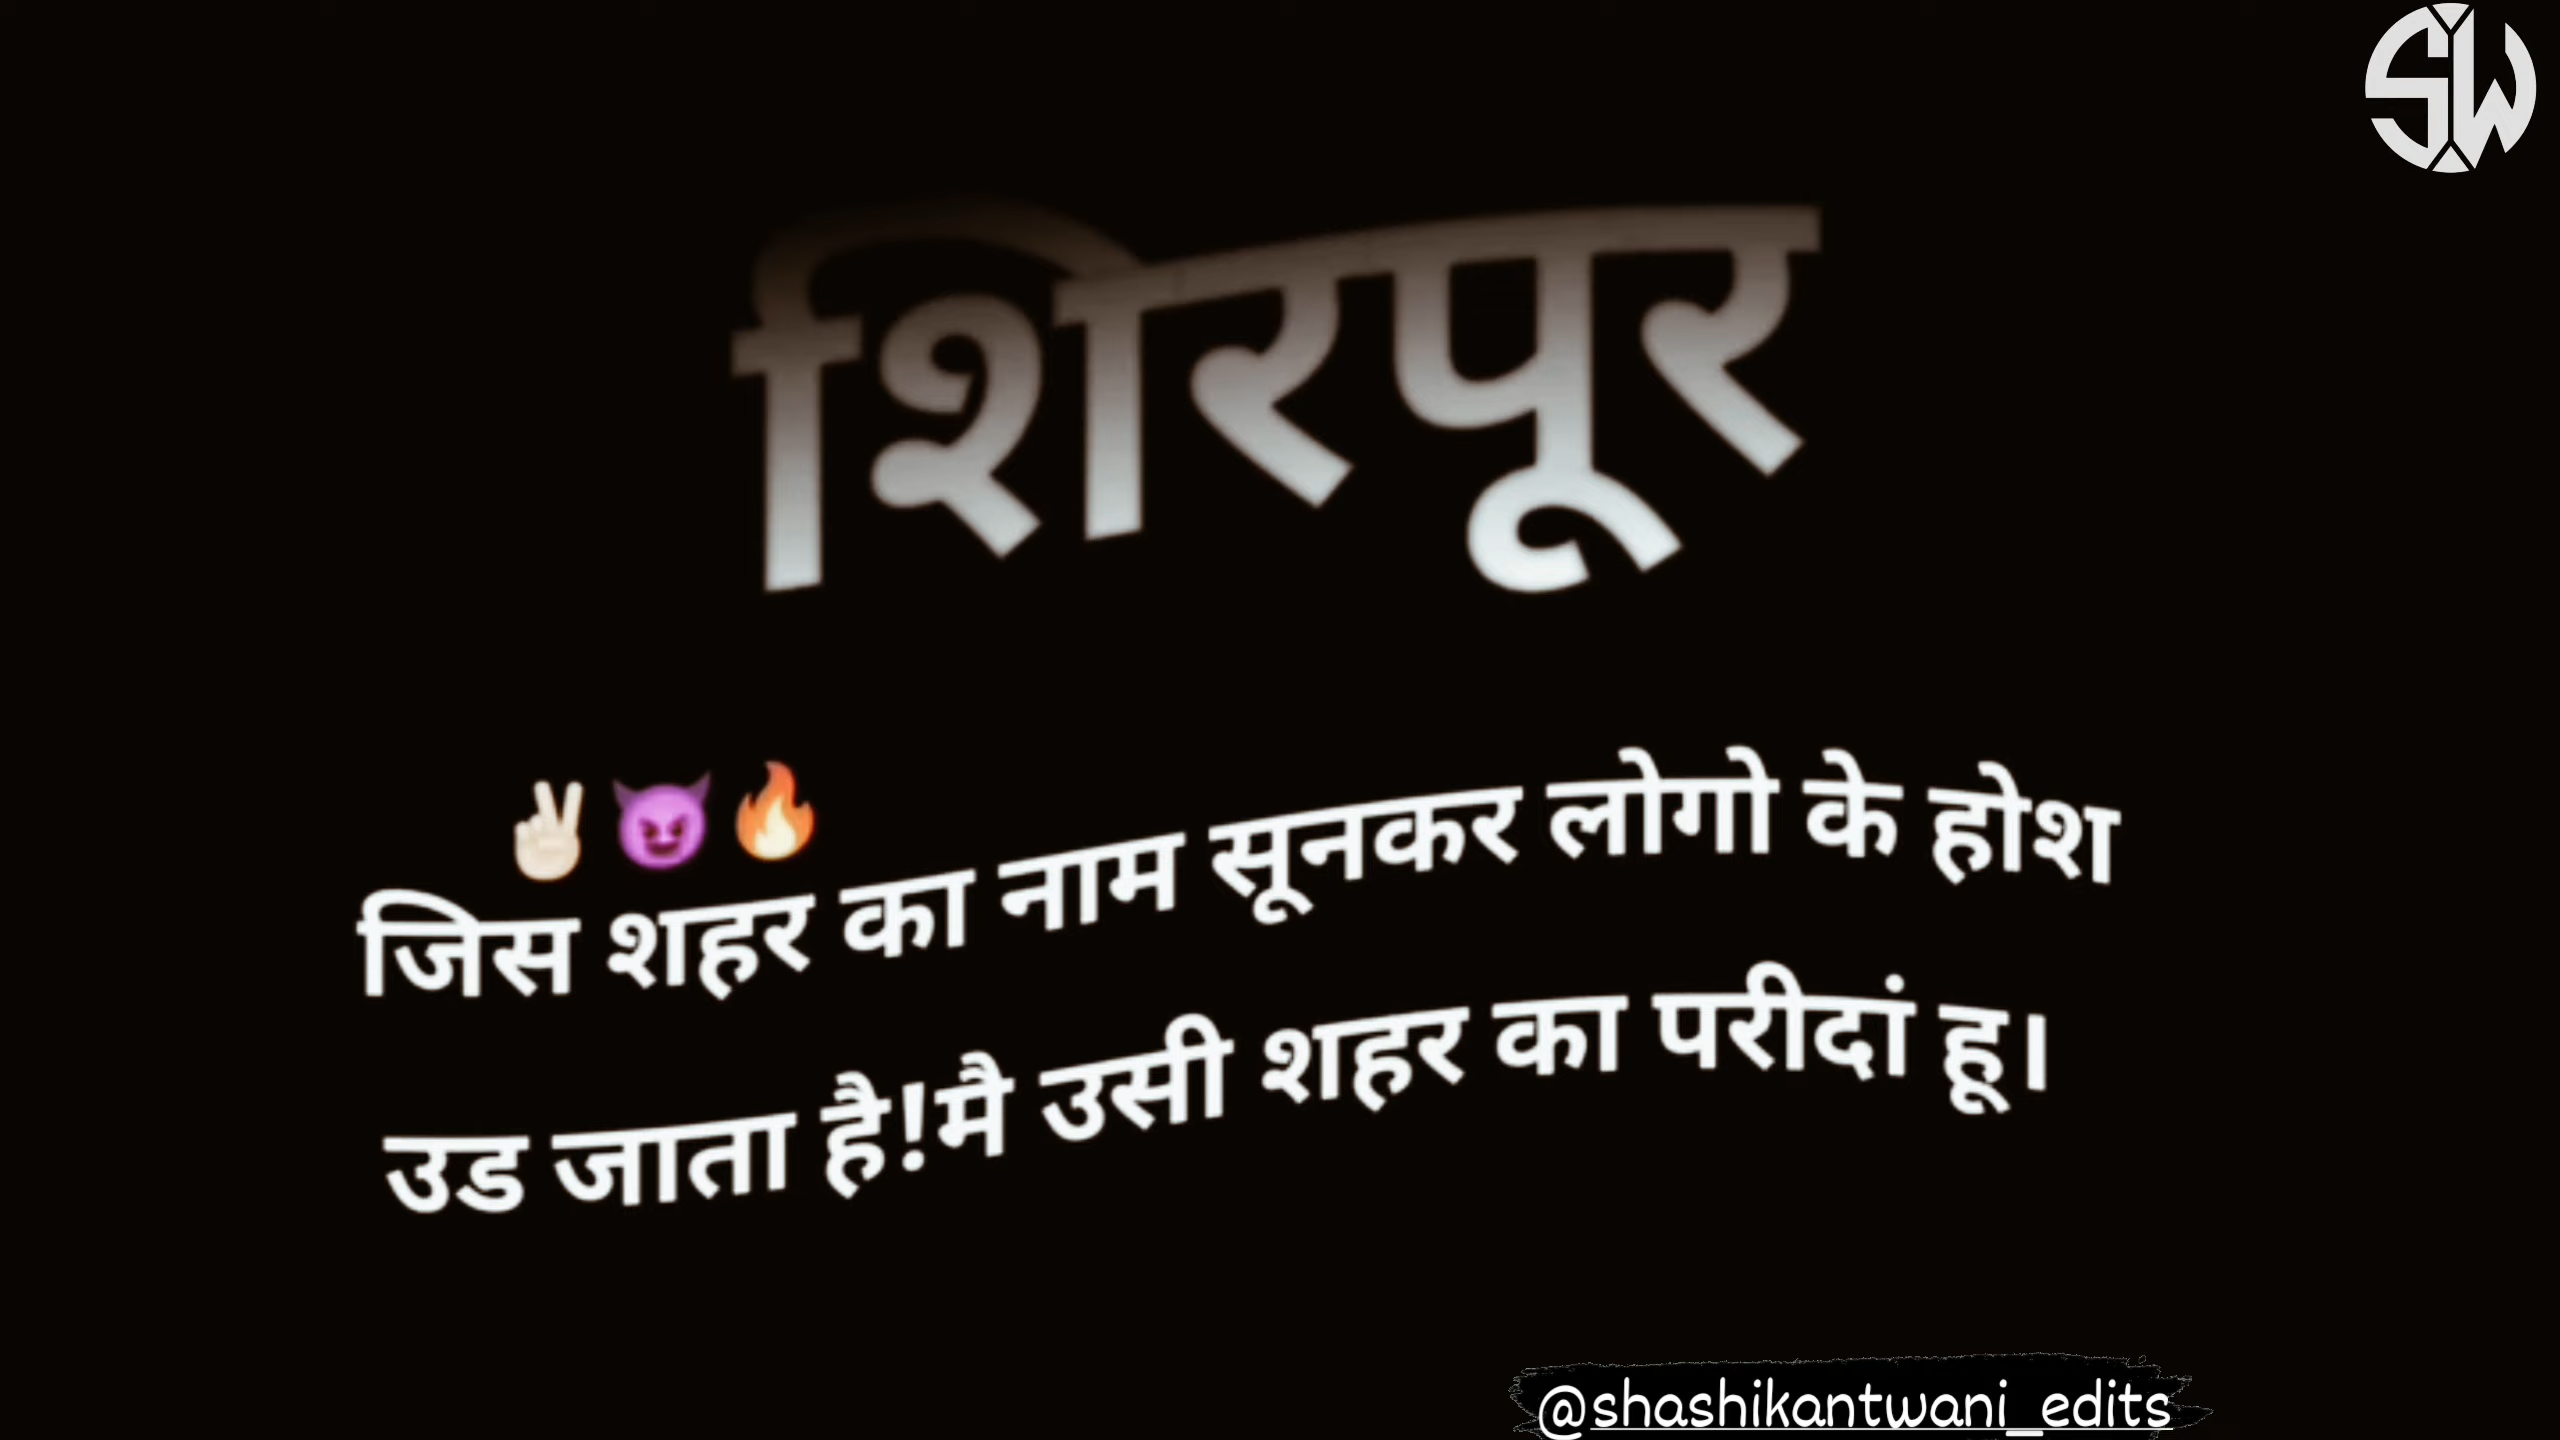 SW
शिरपूर
✌🏻😈🔥
जिस शहर का नाम सूनकर लोगो के होश
उड जाता है!मै उसी शहर का परीदां हू।
@shashikantwani_edits